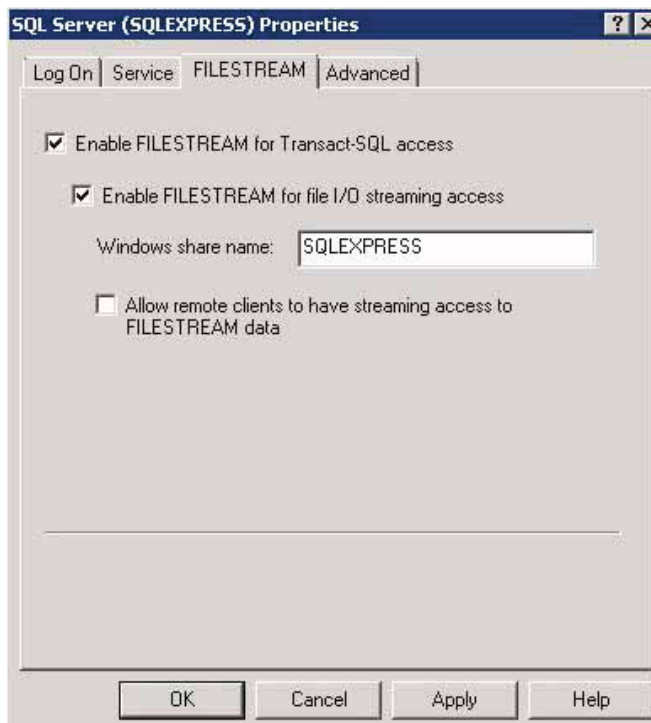 SQL Server (SQLEXPRESS) Properties
? X
Log On Service FILESTREAM Advanced
Enable FILESTREAM for Transact-SQL access
Enable FILESTREAM for file I/O streaming access
Windows share name: SQLEXPRESS
Allow remote clients to have streaming access to
FILESTREAM data
OK Cancel Apply Help